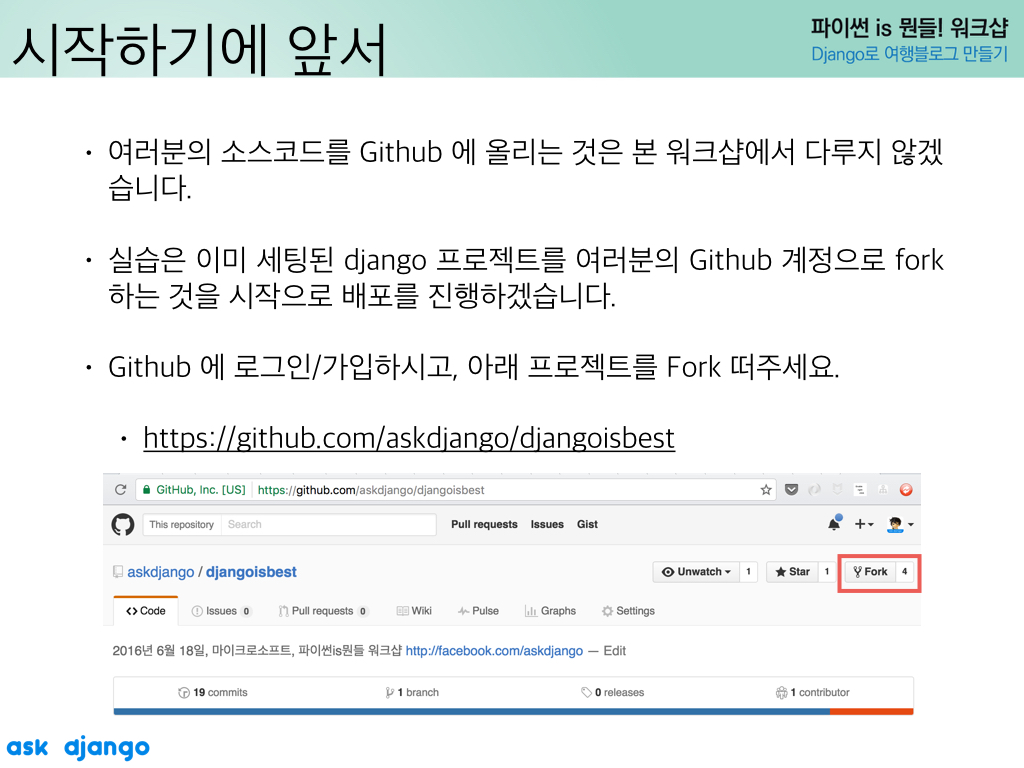 시작하기에 앞서
파이썬 is 뭔들! 워크샵
Django로 여행블로그 만들기
• 여러분의 소스코드를 Github 에 올리는 것은 본 워크샵에서 다루지 않겠
습니다.
• 실습은 이미 세팅된 django 프로젝트를 여러분의 Github 계정으로 fork
하는 것을 시작으로 배포를 진행하겠습니다.
• Github 에 로그인/가입하시고, 아래 프로젝트를 Fork 떠주세요.
• https://github.com/askdjango/djangoisbest
GitHub, Inc. [US] https://github.com/askdjango/djangoisbest
This repository Search Pull requests Issues Gist
askdjango / djangoisbest Unwatch 1 Star 1 Fork 4
Code Issues 0 Pull requests 0 Wiki Pulse Graphs Settings
2016년 6월 18일, 마이크로소프트, 파이썬is뭔들 워크샵 http://facebook.com/askdjango — Edit
19 commits 1 branch 0 releases 1 contributor
ask django